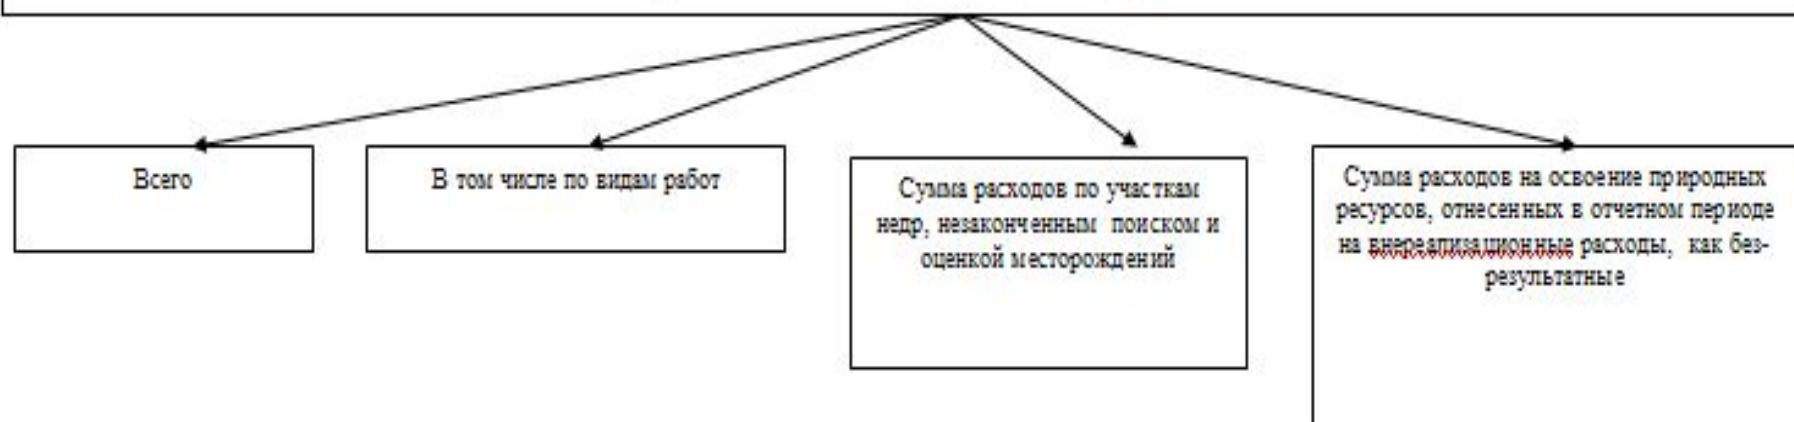 Всего
В том числе по видам работ
Сумма расходов по участкам
недр, незаконченным поиском и
оценкой месторождений
Сумма расходов на освоение природных
ресурсов, отнесенных в отчетном периоде
на внереализационные расходы, как без-
результатные